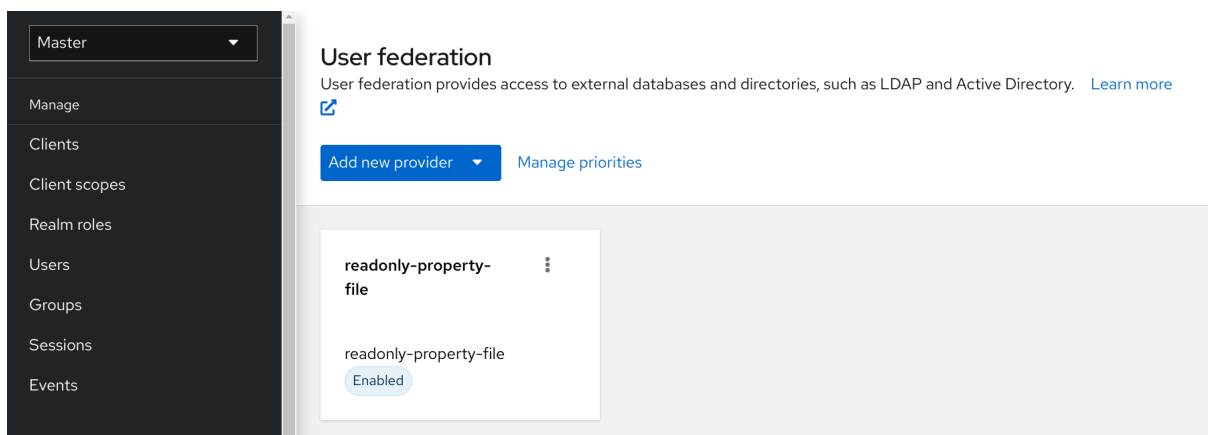 Master
Manage
Clients
Client scopes
Realm roles
Users
Groups
Sessions
Events
User federation
User federation provides access to external databases and directories, such as LDAP and Active Directory. Learn more
Add new provider
Manage priorities
readonly-property-
file
readonly-property-file
Enabled